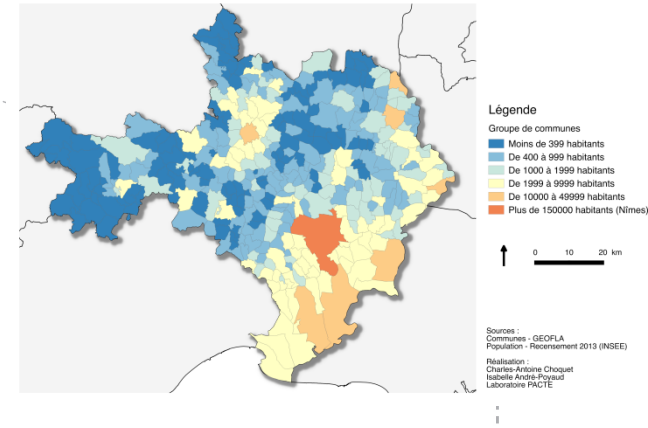 Légende
Groupe de communes
Moins de 399 habitants
De 400 à 999 habitants
De 1000 à 1999 habitants
De 1999 à 9999 habitants
De 10000 à 49999 habitants
Plus de 150000 habitants (Nîmes)
0 10 20 km
Sources :
Communes - GEOFLA
Population - Recensement 2013 (INSEE)
Réalisation :
Charles-Antoine Choquet
Isabelle André-Poyaud
Laboratoire PACTE